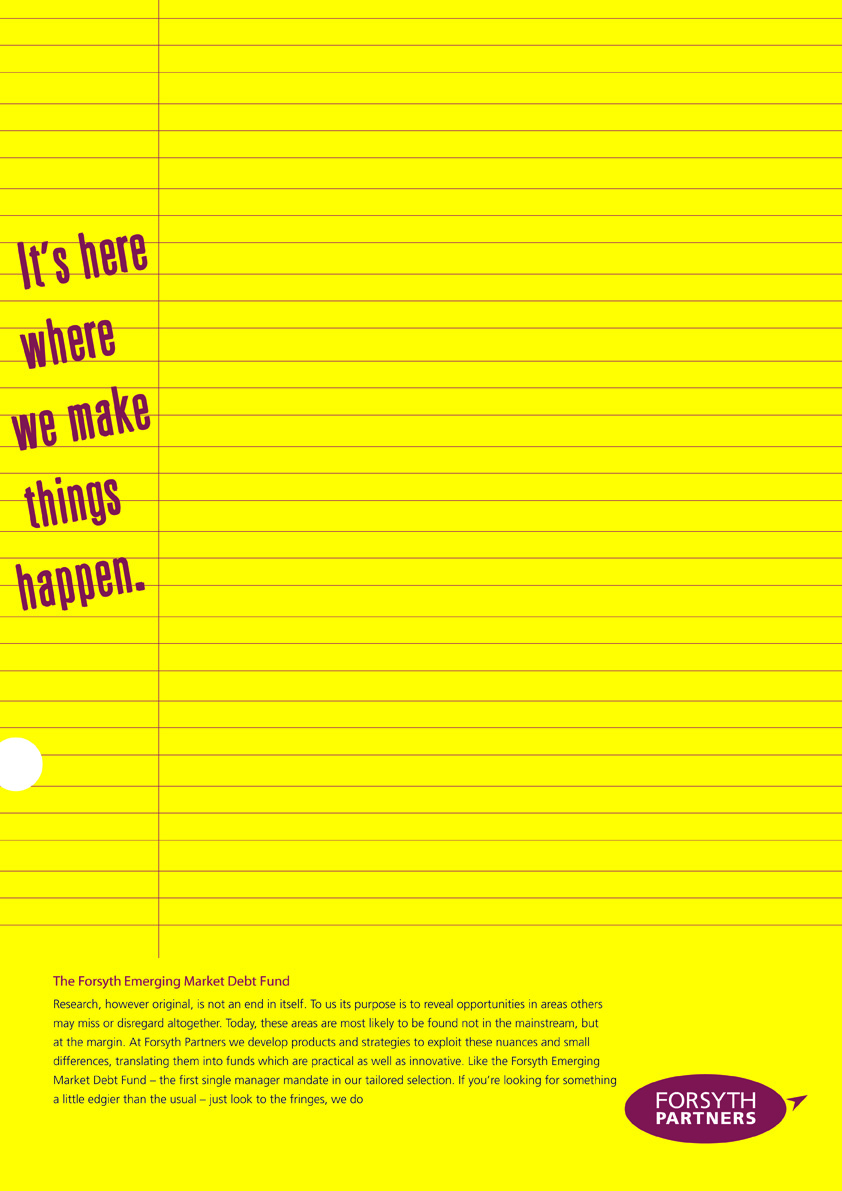 It's here
where
we make
things
happen.
The Forsyth Emerging Market Debt Fund
Research, however original, is not an end in itself. To us its purpose is to reveal opportunities in areas others
may miss or disregard altogether. Today, these areas are most likely to be found not in the mainstream, but
at the margin. At Forsyth Partners we develop products and strategies to exploit these nuances and small
differences, translating them into funds which are practical as well as innovative. Like the Forsyth Emerging
Market Debt Fund – the first single manager mandate in our tailored selection. If you're looking for something
a little edgier than the usual – just look to the fringes, we do
FORSYTH
PARTNERS